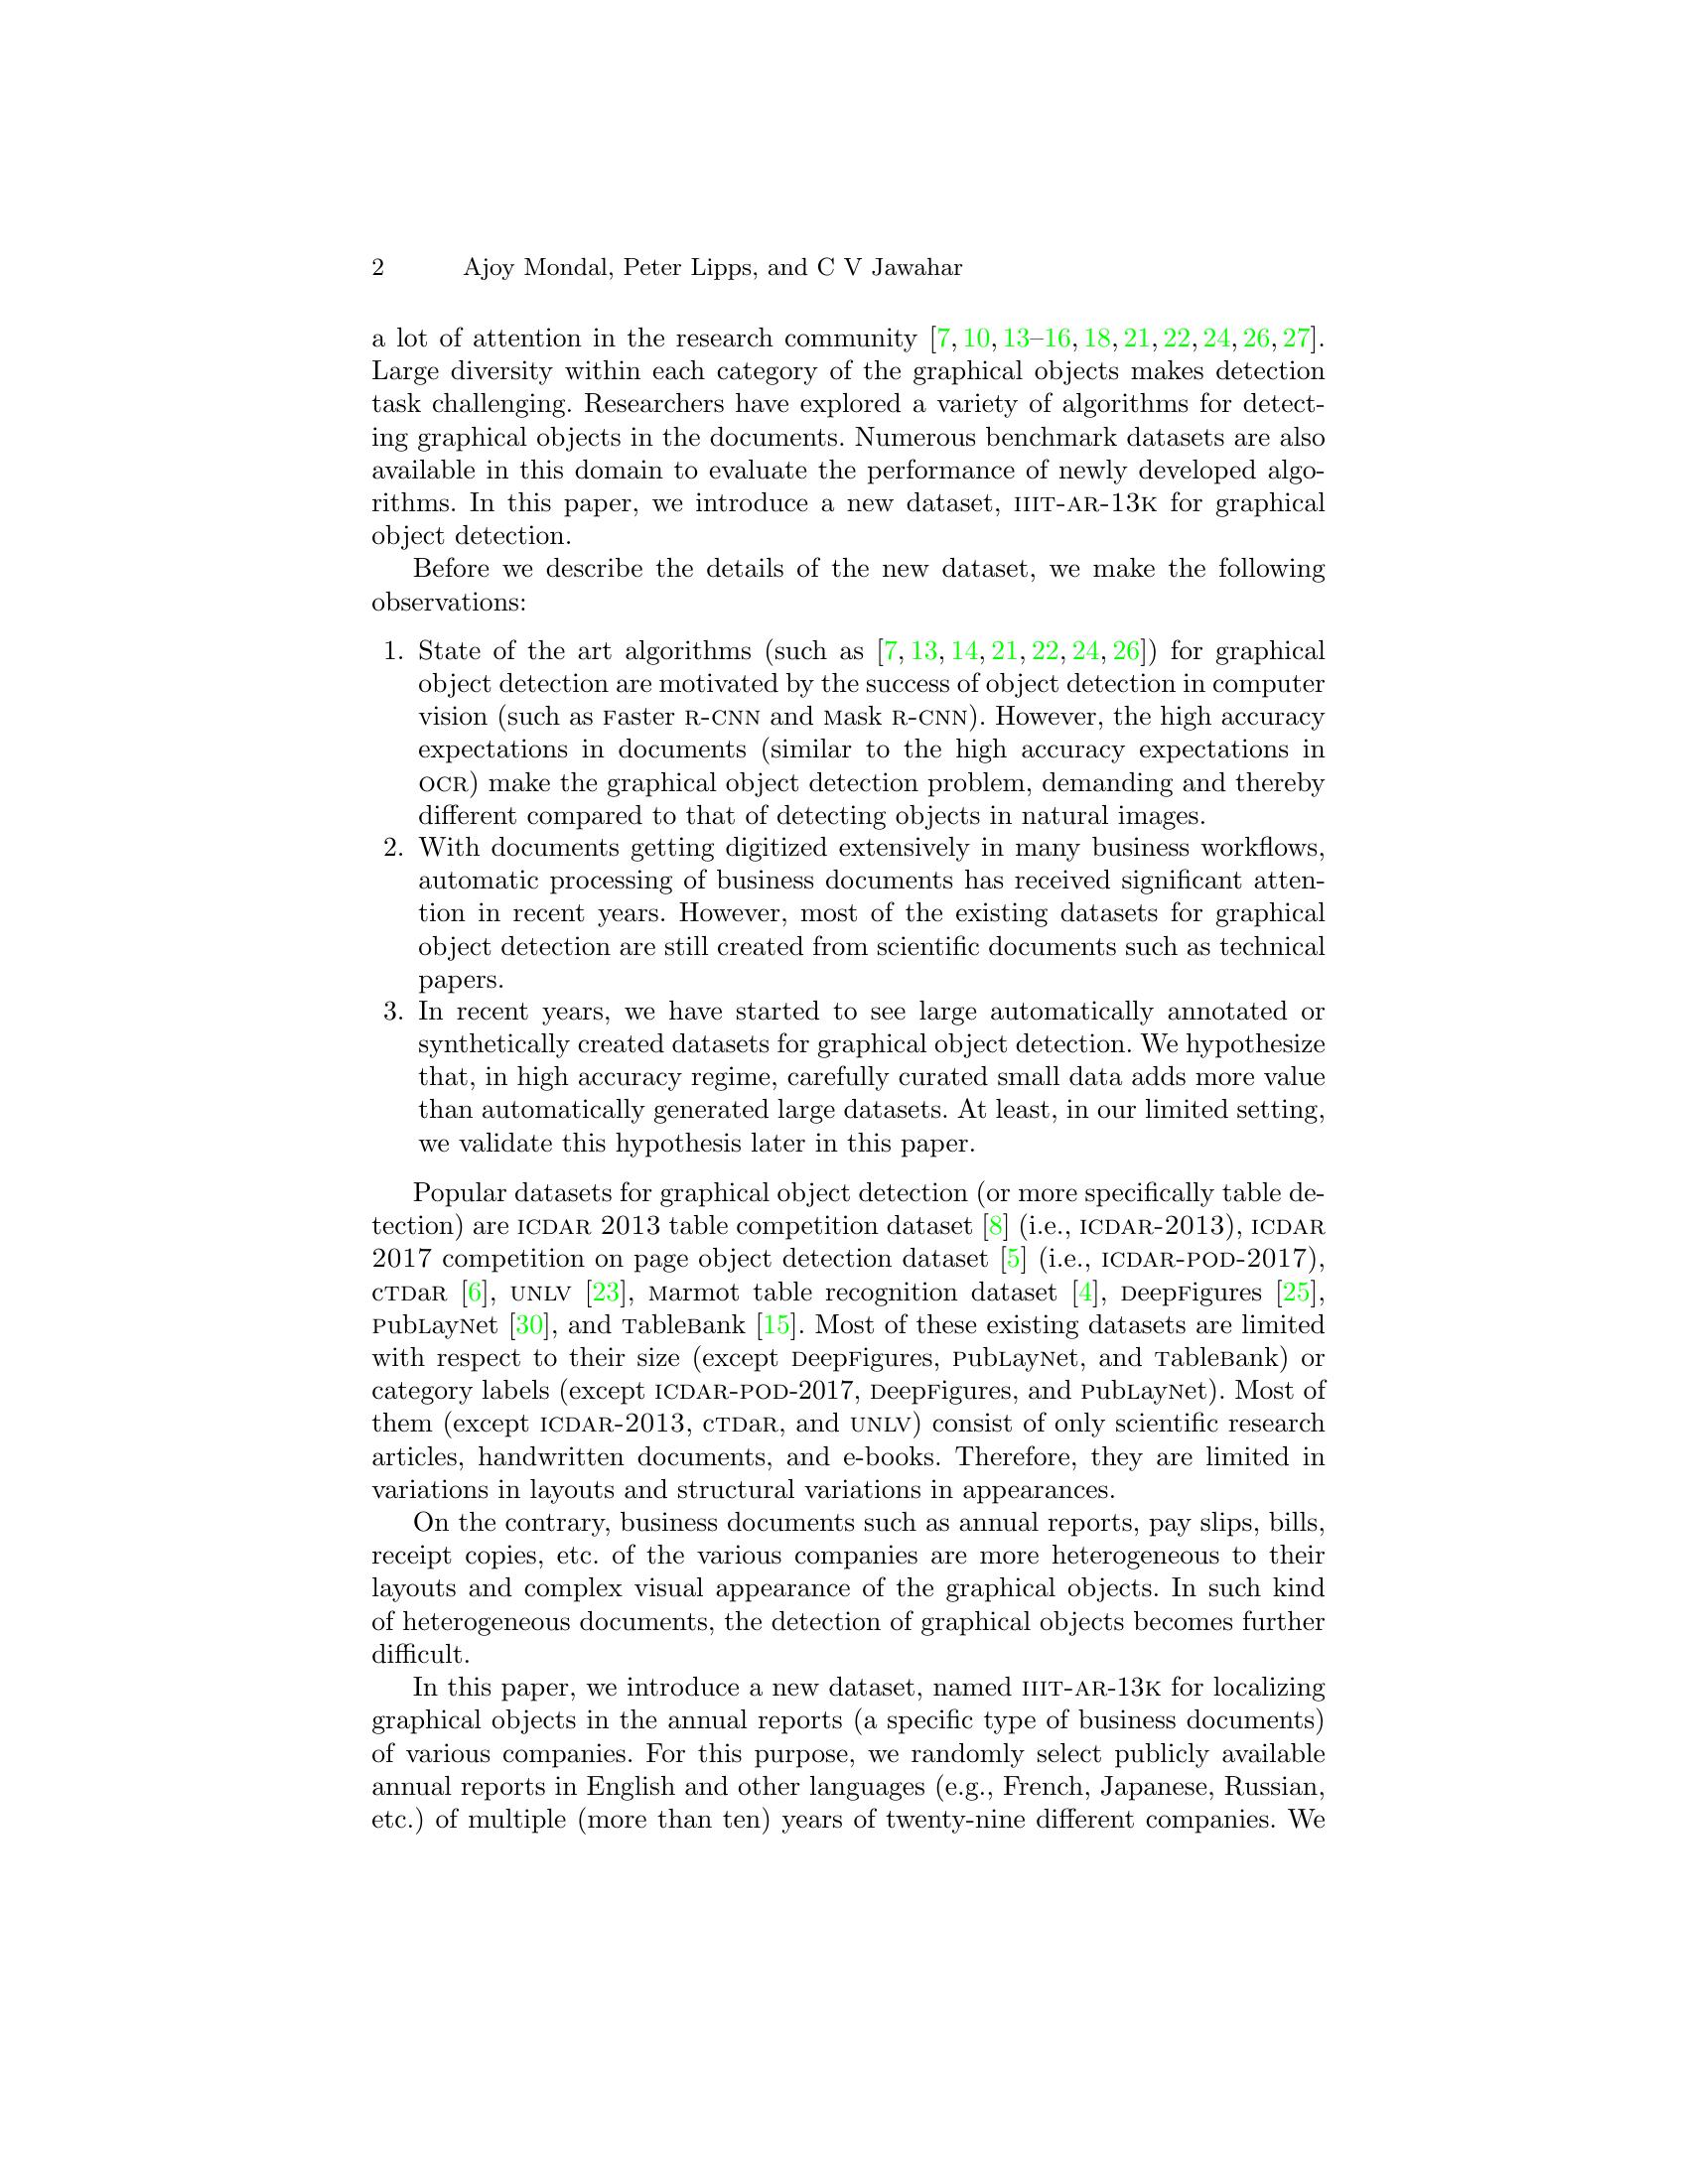 2 Ajoy Mondal, Peter Lipps, and C V Jawahar
a lot of attention in the research community [7, 10, 13–16, 18, 21, 22, 24, 26, 27].
Large diversity within each category of the graphical objects makes detection
task challenging. Researchers have explored a variety of algorithms for detect-
ing graphical objects in the documents. Numerous benchmark datasets are also
available in this domain to evaluate the performance of newly developed algo-
rithms. In this paper, we introduce a new dataset, IIIT-AR-13K for graphical
object detection.
Before we describe the details of the new dataset, we make the following
observations:
1. State of the art algorithms (such as [7, 13, 14, 21, 22, 24, 26]) for graphical
object detection are motivated by the success of object detection in computer
vision (such as Faster R-CNN and Mask R-CNN). However, the high accuracy
expectations in documents (similar to the high accuracy expectations in
OCR) make the graphical object detection problem, demanding and thereby
different compared to that of detecting objects in natural images.
2. With documents getting digitized extensively in many business workflows,
automatic processing of business documents has received significant atten-
tion in recent years. However, most of the existing datasets for graphical
object detection are still created from scientific documents such as technical
papers.
3. In recent years, we have started to see large automatically annotated or
synthetically created datasets for graphical object detection. We hypothesize
that, in high accuracy regime, carefully curated small data adds more value
than automatically generated large datasets. At least, in our limited setting,
we validate this hypothesis later in this paper.
Popular datasets for graphical object detection (or more specifically table de-
tection) are ICDAR 2013 table competition dataset [8] (i.e., ICDAR-2013), ICDAR
2017 competition on page object detection dataset [5] (i.e., ICDAR-POD-2017),
cTDaR [6], UNLV [23], Marmot table recognition dataset [4], DeepFigures [25],
PubLayNet [30], and TableBank [15]. Most of these existing datasets are limited
with respect to their size (except DeepFigures, PubLayNet, and TableBank) or
category labels (except ICDAR-POD-2017, DeepFigures, and PubLayNet). Most of
them (except ICDAR-2013, cTDaR, and UNLV) consist of only scientific research
articles, handwritten documents, and e-books. Therefore, they are limited in
variations in layouts and structural variations in appearances.
On the contrary, business documents such as annual reports, pay slips, bills,
receipt copies, etc. of the various companies are more heterogeneous to their
layouts and complex visual appearance of the graphical objects. In such kind
of heterogeneous documents, the detection of graphical objects becomes further
difficult.
In this paper, we introduce a new dataset, named IIIT-AR-13K for localizing
graphical objects in the annual reports (a specific type of business documents)
of various companies. For this purpose, we randomly select publicly available
annual reports in English and other languages (e.g., French, Japanese, Russian,
etc.) of multiple (more than ten) years of twenty-nine different companies. We